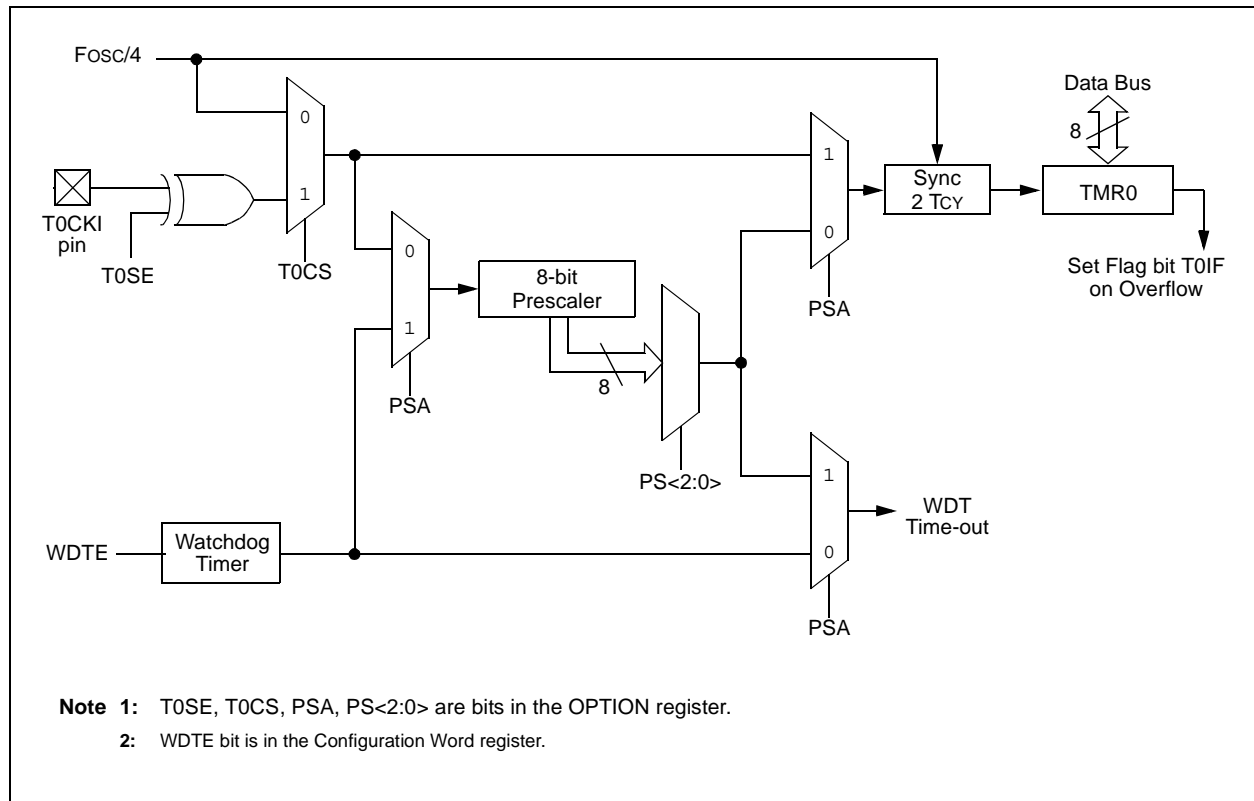 FOSC/4
Data Bus
0
8
1
1
Sync
2 TCY
TMR0
T0CKI
pin
T0SE
T0CS
0
8-bit
Prescaler
0
PSA
Set Flag bit T0IF
on Overflow
1
8
PSA
PS<2:0>
1
WDT
Time-out
WDTE
Watchdog
Timer
0
PSA
Note 1: T0SE, T0CS, PSA, PS<2:0> are bits in the OPTION register.
2: WDTE bit is in the Configuration Word register.